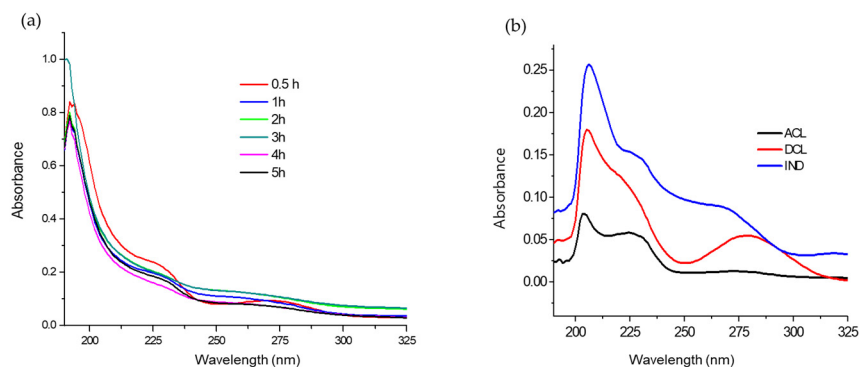 (a)
Absorbance
1.0
0.8
0.6
0.4
0.2
0.0
0.5 h
1h
2h
3h
4h
5h
200 225 250 275 300 325
Wavelength (nm)
(b)
Absorbance
0.25
0.20
0.15
0.10
0.05
0.00
ACL
DCL
IND
200 225 250 275 300 325
Wavelength (nm)